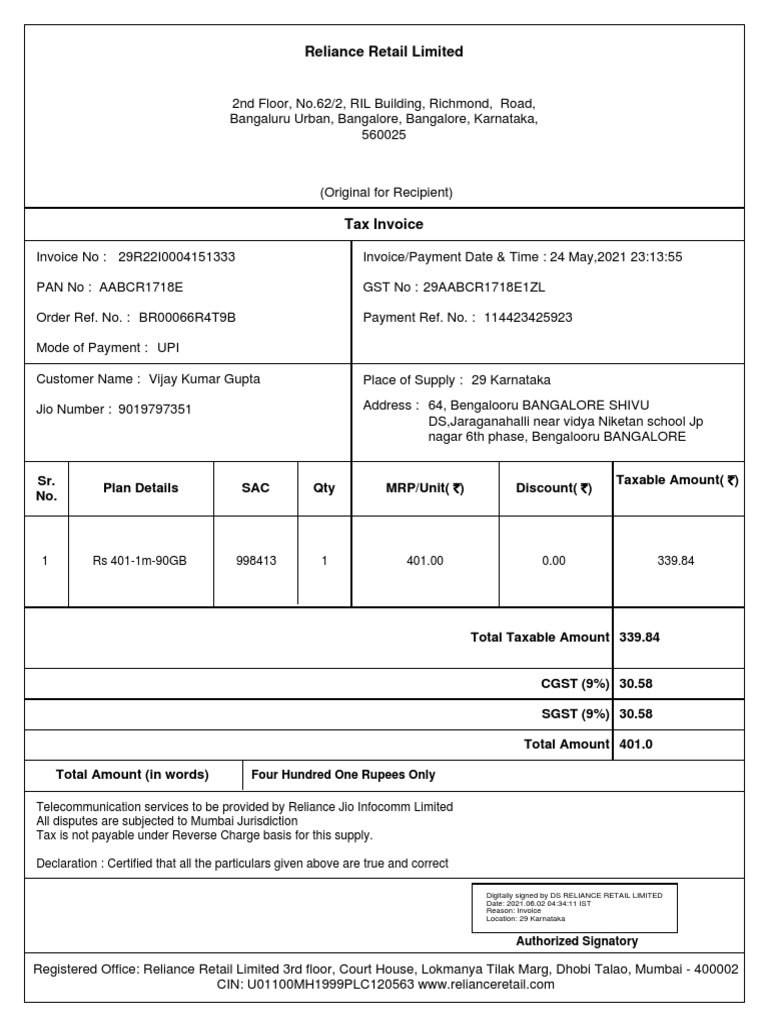 Reliance Retail Limited
2nd Floor, No.62/2, RIL Building, Richmond, Road,
Bangaluru Urban, Bangalore, Bangalore, Karnataka,
560025
(Original for Recipient)
Tax Invoice
Invoice No : 29R22I0004151333
Invoice/Payment Date & Time : 24 May,2021 23:13:55
PAN No : AABCR1718E
GST No : 29AABCR1718E1ZL
Order Ref. No. : BR00066R4T9B
Payment Ref. No. : 114423425923
Mode of Payment : UPI
Customer Name : Vijay Kumar Gupta
Place of Supply : 29 Karnataka
Jio Number : 9019797351
Address : 64, Bengalooru BANGALORE SHIVU
DS,Jaraganahalli near vidya Niketan school Jp
nagar 6th phase, Bengalooru BANGALORE
Sr. No. Plan Details SAC Qty MRP/Unit( ₹) Discount( ₹) Taxable Amount( ₹)
1 Rs 401-1m-90GB 998413 1 401.00 0.00 339.84
Total Taxable Amount 339.84
CGST (9%) 30.58
SGST (9%) 30.58
Total Amount 401.0
Total Amount (in words) Four Hundred One Rupees Only
Telecommunication services to be provided by Reliance Jio Infocomm Limited
All disputes are subjected to Mumbai Jurisdiction
Tax is not payable under Reverse Charge basis for this supply.
Declaration : Certified that all the particulars given above are true and correct
Digitally signed by DS RELIANCE RETAIL LIMITED
Date: 2021.06.02 04:34:11 IST
Reason: Invoice
Location: 29 Karnataka
Authorized Signatory
Registered Office: Reliance Retail Limited 3rd floor, Court House, Lokmanya Tilak Marg, Dhobi Talao, Mumbai - 400002
CIN: U01100MH1999PLC120563 www.relianceretail.com